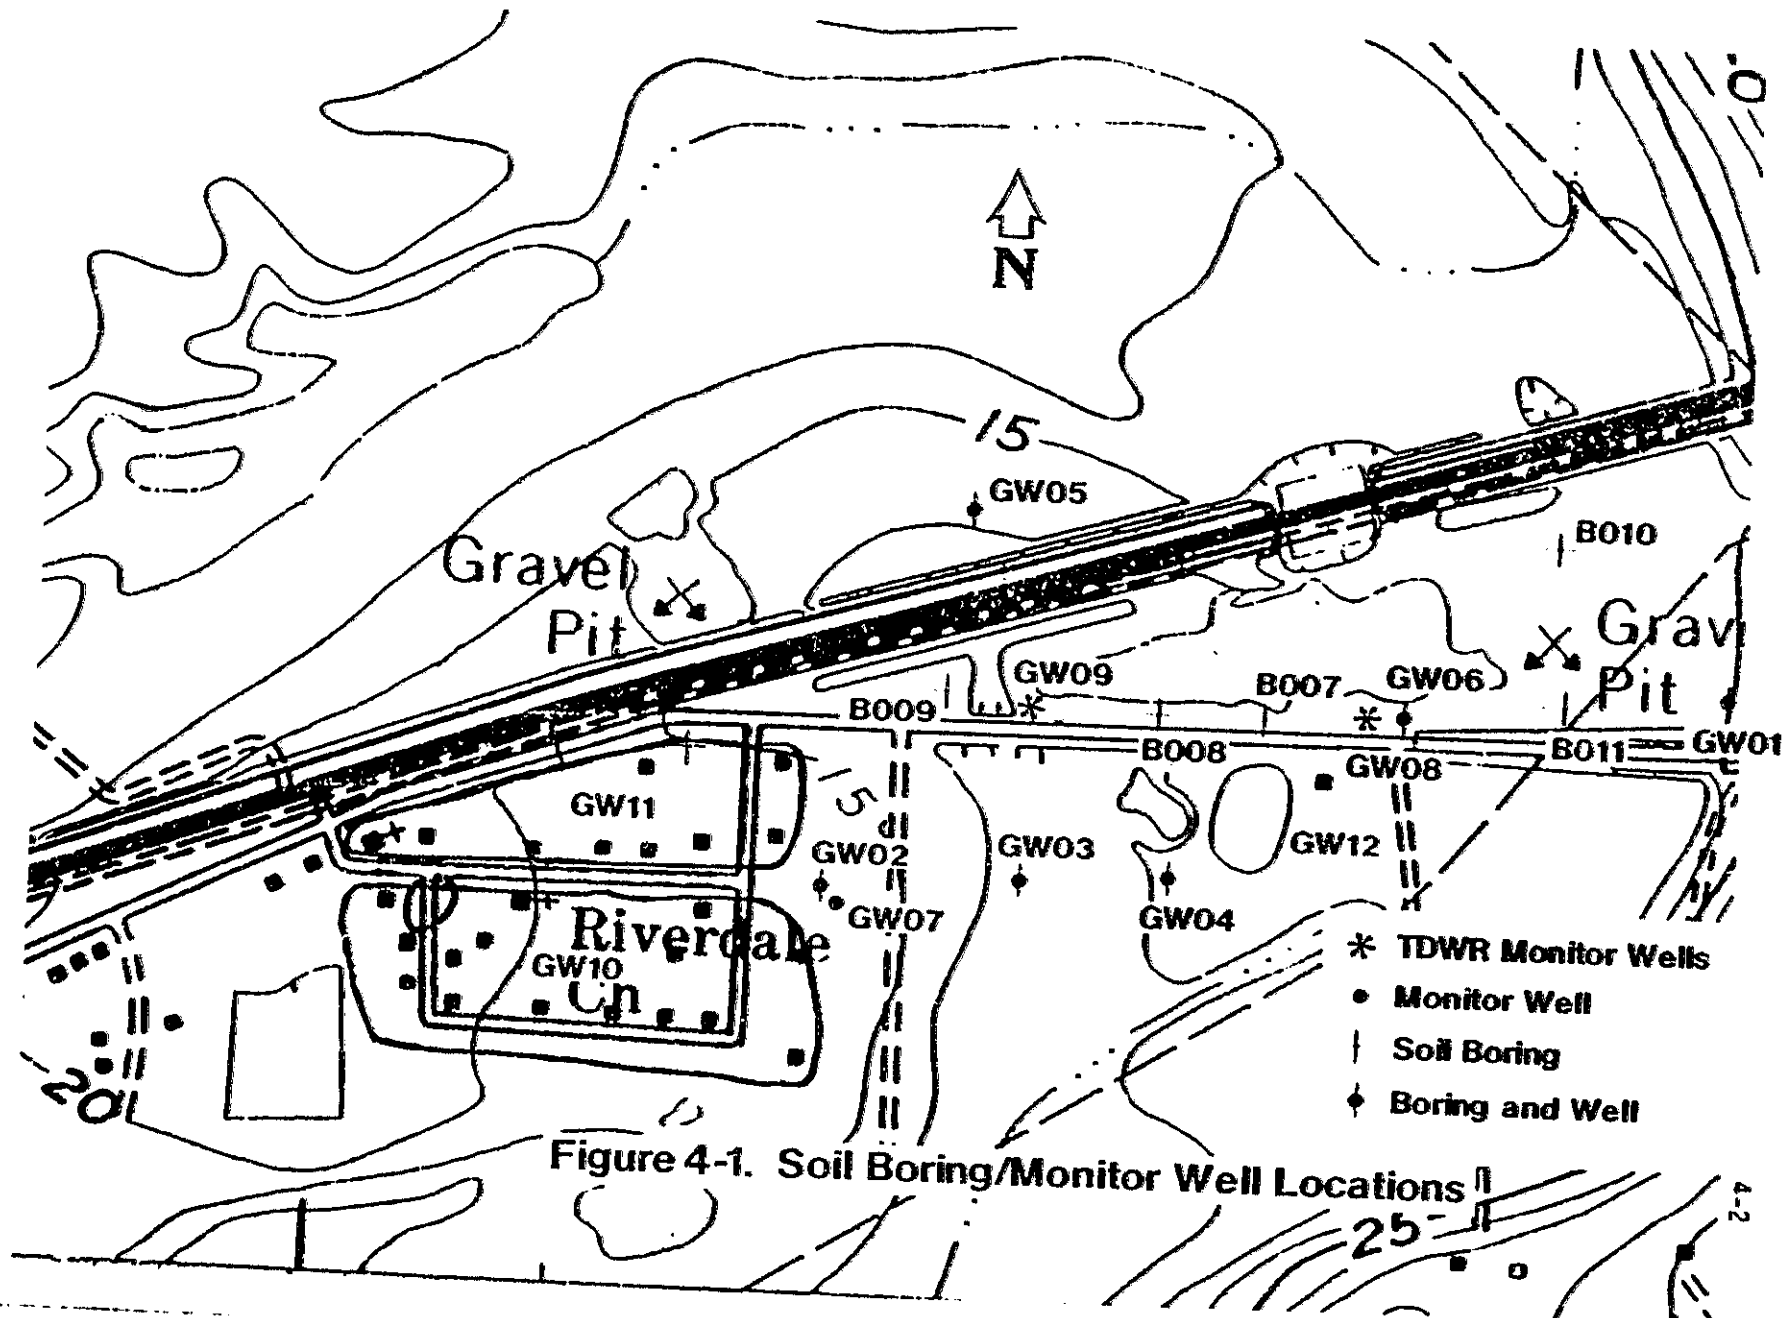 .0
N
15
GW05
B010
Gravel
Pit
Grav
Pit
GW09
B007
GW06
B009
B008
B011
GW01
GW08
GW11
15
GW02
GW03
GW12
GW07
GW04
Riverdale
GW10
Ch
20
TDWR Monitor Wells
Monitor Well
Soil Boring
Boring and Well
Figure 4-1. Soil Boring/Monitor Well Locations
25
4-2